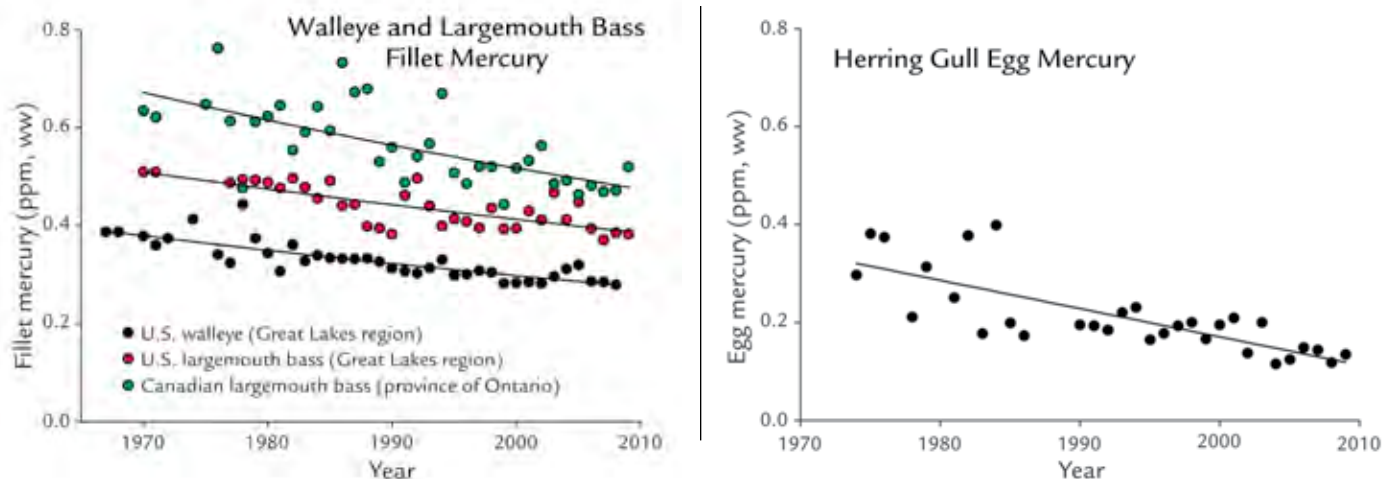 Walleye and Largemouth Bass
Fillet Mercury
Fillet mercury (ppm, ww)
0.8
0.6
0.4
0.2
0.0
U.S. walleye (Great Lakes region)
U.S. largemouth bass (Great Lakes region)
Canadian largemouth bass (province of Ontario)
1970 1980 1990 2000 2010
Year
Herring Gull Egg Mercury
Egg mercury (ppm, ww)
0.8
0.6
0.4
0.2
0.0
1970 1980 1990 2000 2010
Year